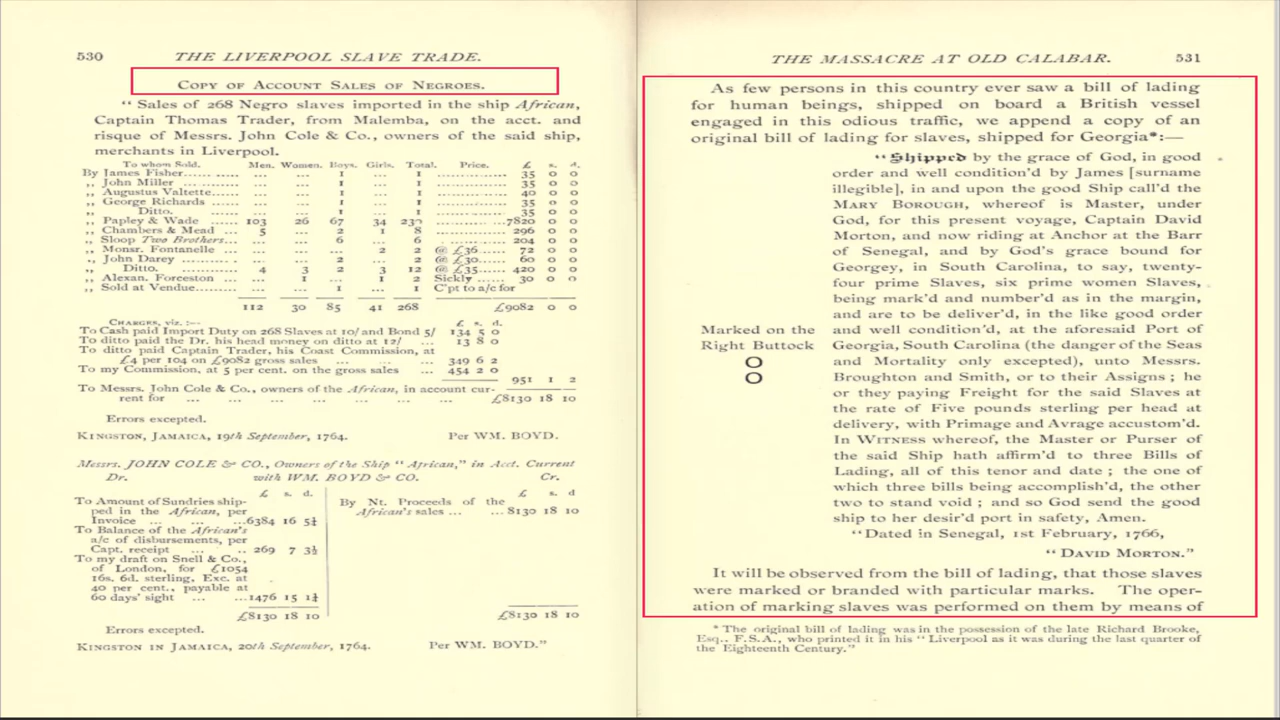 530 THE LIVERPOOL SLAVE TRADE.
COPY OF ACCOUNT SALES OF NEGROES.
“ Sales of 268 Negro slaves imported in the ship African,
Captain Thomas Trader, from Malemba, on the acct. and
risque of Messrs. John Cole & Co., owners of the said ship,
merchants in Liverpool.
To whom Sold. Men. Women. Boys. Girls. Total. Price. £ s. d.
By James Fisher...... ...... ... ... 1 ... 1 .................. 35 0 0
,, John Miller ............... ... ... 1 ... 1 .................. 35 0 0
,, Augustus Valtette...... ... ... 1 ... 1 .................. 40 0 0
,, George Richards ...... ... ... 1 ... 1 .................. 35 0 0
,, Ditto. ...... ... ... 1 ... 1 .................. 35 0 0
,, Papley & Wade ...... 103 26 67 34 230 ..................7820 0 0
,, Chambers & Mead ... 5 ... 2 1 8 .................. 296 0 0
,, Sloop Two Brothers... ... ... 6 ... 6 .................. 204 0 0
,, Monsr. Fontanelle ... ... ... ... 2 2 @ £36......... 72 0 0
,, John Darey ......... . ... ... 2 ... 2 @ £30......... 60 0 0
,, Ditto. ............ 4 3 2 3 12 @ £35......... 420 0 0
,, Alexan. Forceston ... ... 1 ... 1 2 Sickly ...... 30 0 0
,, Sold at Vendue......... ... ... 1 ... 1 C'pt to a/c for
112 30 85 41 268 £9082 0 0
CHARGES, viz. :— £ s. d.
To Cash paid Import Duty on 268 Slaves at 10/ and Bond 5/ 134 5 0
To ditto paid the Dr. his head money on ditto at 12/ ... 13 8 0
To ditto paid Captain Trader, his Coast Commission, at
£4 per 104 on £9082 gross sales ... ... ... 349 6 2
To my Commission, at 5 per cent. on the gross sales ... 454 2 0
951 1 2
To Messrs. John Cole & Co., owners of the African, in account cur-
rent for ... ... ... ... ... ... ... £8130 18 10
Errors excepted.
KINGSTON, JAMAICA, 19th September, 1764. Per WM. BOYD.
Messrs. JOHN COLE & CO., Owners of the Ship “ African,” in Acct. Current
Dr. with WM. BOYD & CO. Cr.
£ s. d. £ s. d
To Amount of Sundries ship-
ped in the African, per
Invoice ... ... ...6384 16 5¼
To Balance of the African's
a/c of disbursements, per
Capt. receipt ... .. 269 7 3½
To my draft on Snell & Co.,
of London, for £1054
16s. 6d. sterling, Exc. at
40 per cent., payable at
60 days' sight ... ...1476 15 1¼
£8130 18 10
By Nt. Proceeds of the
African's sales ... ... 8130 18 10
£8130 18 10
Errors excepted.
KINGSTON IN JAMAICA, 20th September, 1764. Per WM. BOYD.”
THE MASSACRE AT OLD CALABAR. 531
As few persons in this country ever saw a bill of lading
for human beings, shipped on board a British vessel
engaged in this odious traffic, we append a copy of an
original bill of lading for slaves, shipped for Georgia*:—
“ Shipped by the grace of God, in good
order and well condition'd by James [surname
illegible], in and upon the good Ship call'd the
MARY BOROUGH, whereof is Master, under
God, for this present voyage, Captain David
Morton, and now riding at Anchor at the Barr
of Senegal, and by God's grace bound for
Georgey, in South Carolina, to say, twenty-
four prime Slaves, six prime women Slaves,
being mark'd and number'd as in the margin,
and are to be deliver'd, in the like good order
and well condition'd, at the aforesaid Port of
Georgia, South Carolina (the danger of the Seas
and Mortality only excepted), unto Messrs.
Broughton and Smith, or to their Assigns ; he
or they paying Freight for the said Slaves at
the rate of Five pounds sterling per head at
delivery, with Primage and Avrage accustom'd.
In WITNESS whereof, the Master or Purser of
the said Ship hath affirm'd to three Bills of
Lading, all of this tenor and date ; the one of
which three bills being accomplish'd, the other
two to stand void ; and so God send the good
ship to her desir'd port in safety, Amen.
Marked on the
Right Buttock
O
O
“ Dated in Senegal, 1st February, 1766,
“ DAVID MORTON.”
It will be observed from the bill of lading, that those slaves
were marked or branded with particular marks. The oper-
ation of marking slaves was performed on them by means of
* The original bill of lading was in the possession of the late Richard Brooke,
Esq., F.S.A., who printed it in his “ Liverpool as it was during the last quarter of
the Eighteenth Century.”